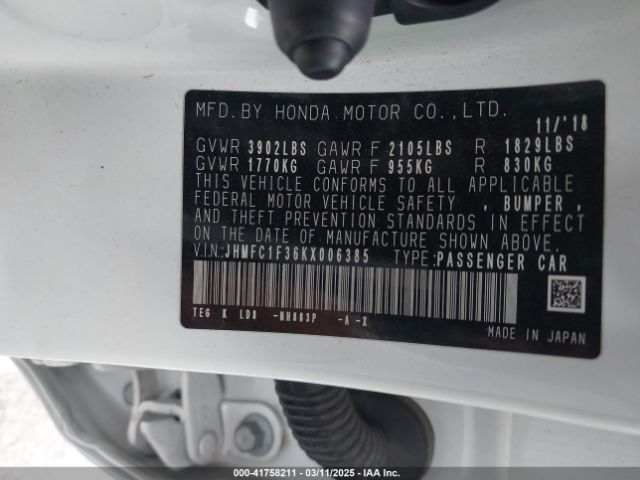 MFD.BY HONDA MOTOR CO.,LTD.
11/'18
GVWR 3902LBS GAWR F 2105LBS R 1829LBS
GVWR 1770KG GAWR F 955KG R 830KG
THIS VEHICLE CONFORMS TO ALL APPLICABLE
FEDERAL MOTOR VEHICLE SAFETY , BUMPER ,
AND THEFT PREVENTION STANDARDS IN EFFECT
ON THE DATE OF MANUFACTURE SHOWN ABOVE.
V.I.N.:JHMFC1F36KX006385 TYPE:PASSENGER CAR
TEG K LD8 -NH883P -A-X
MADE IN JAPAN
000-41758211 - 03/11/2025 - IAA Inc.